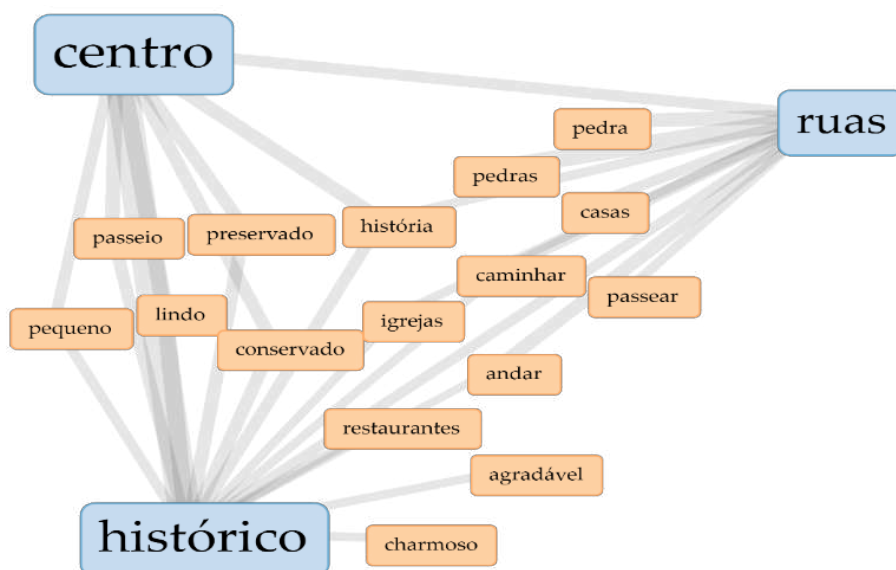 centro
ruas
pedra
pedras
casas
história
preservado
passeio
caminhar
passear
lindo
igrejas
pequeno
conservado
andar
restaurantes
agradável
histórico
charmoso